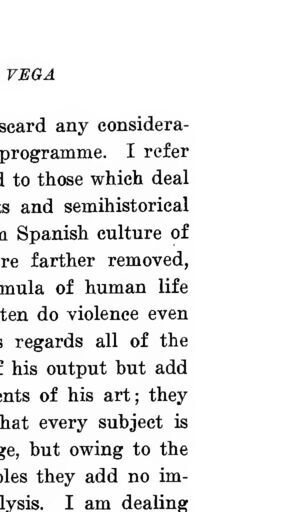 VEGA
scard any considera-
programme. I refer
d to those which deal
ts and semihistorical
n Spanish culture of
re farther removed,
mula of human life
ten do violence even
s regards all of the
f his output but add
ents of his art; they
hat every subject is
ge, but owing to the
ples they add no im-
lysis. I am dealing